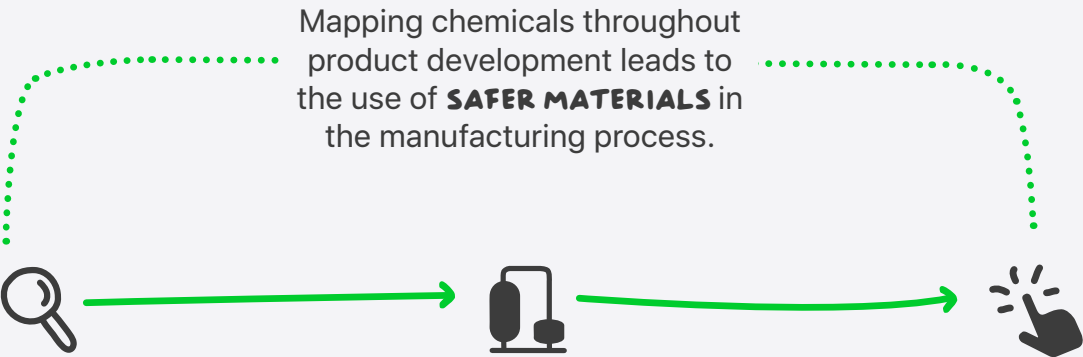 Mapping chemicals throughout
product development leads to
the use of SAFER MATERIALS in
the manufacturing process.